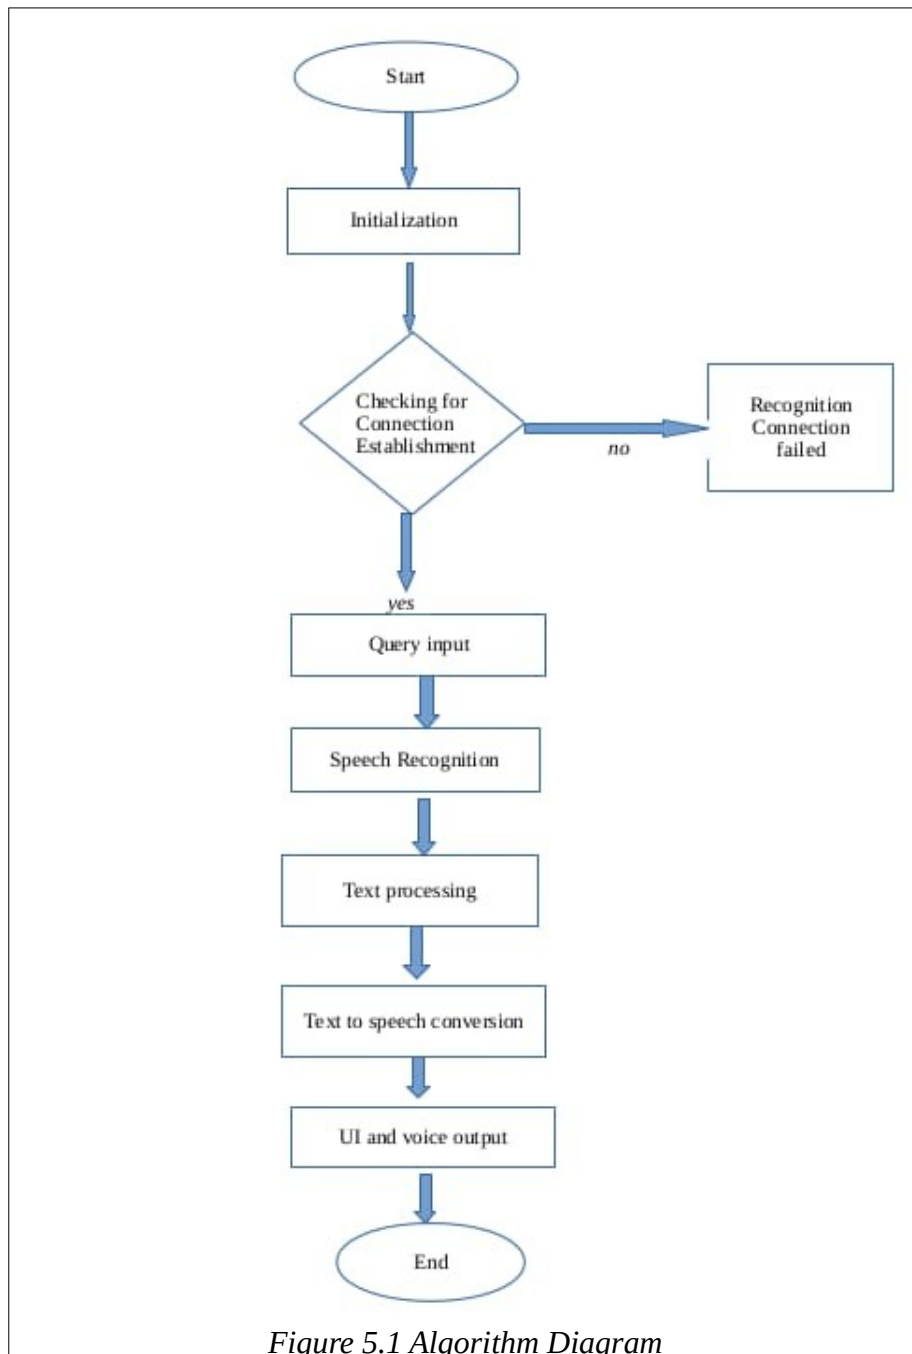 Start
Initialization
Checking for
Connection
Establishment
Recognition
Connection
failed
no
yes
Query input
Speech Recognition
Text processing
Text to speech conversion
UI and voice output
End
Figure 5.1 Algorithm Diagram